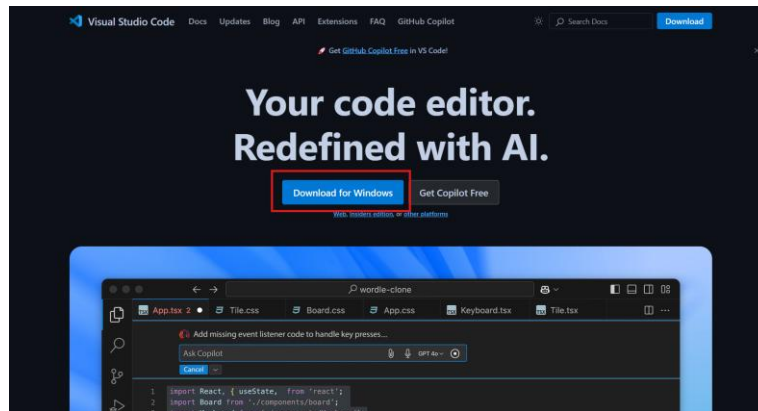 Visual Studio Code Docs Updates Blog API Extensions FAQ GitHub Copilot Search Docs Download
🚀 Get GitHub Copilot Free in VS Code!
Your code editor.
Redefined with AI.
Download for Windows Get Copilot Free
Web, Insiders edition, or other platforms
wordle-clone
App.tsx 2 Tile.css Board.css App.css Keyboard.tsx Tile.tsx
Add missing event listener code to handle key presses...
Ask Copilot GPT 4o
Cancel
1 import React, { useState, from 'react';
2 import Board from './components/board';